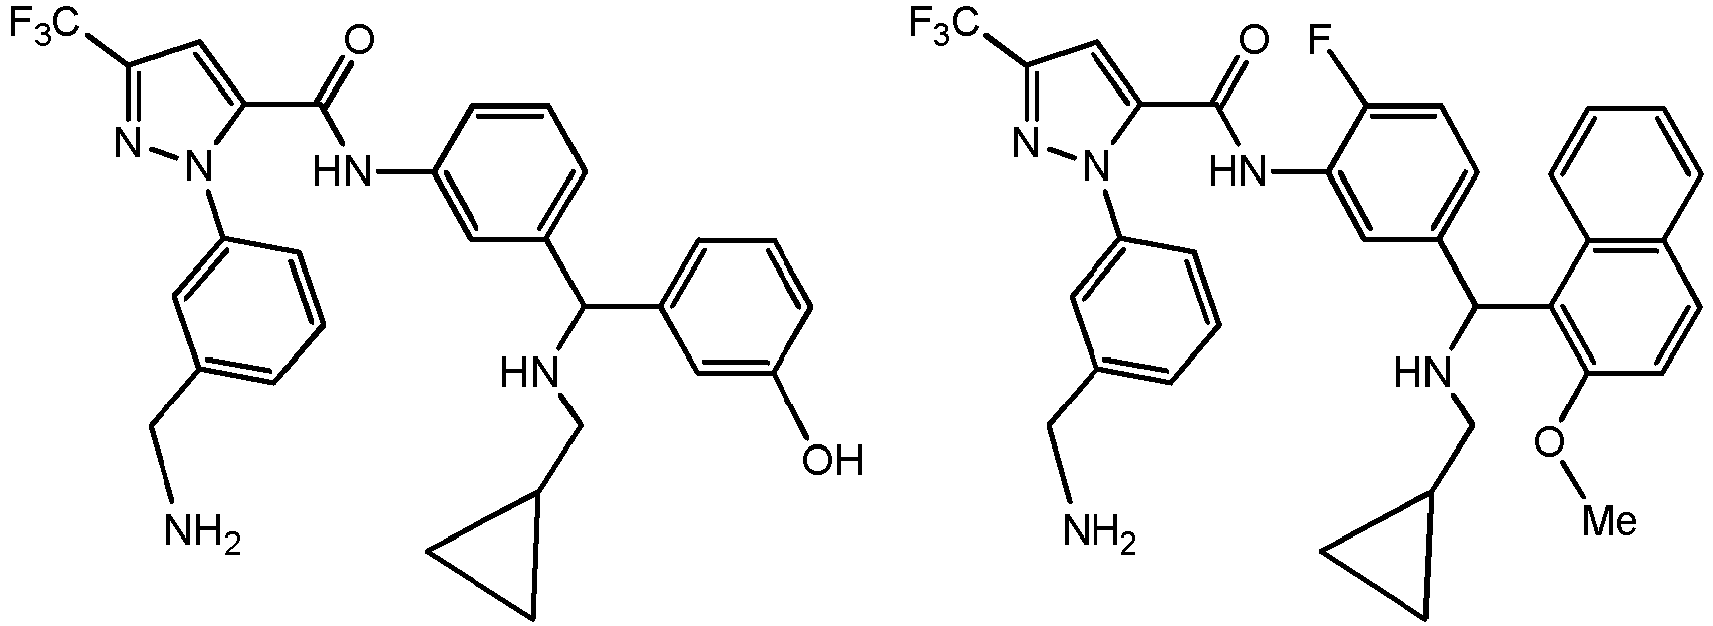 F3C O F3C O F
N N HN N N HN
HN HN
OH O
NH2 NH2 Me